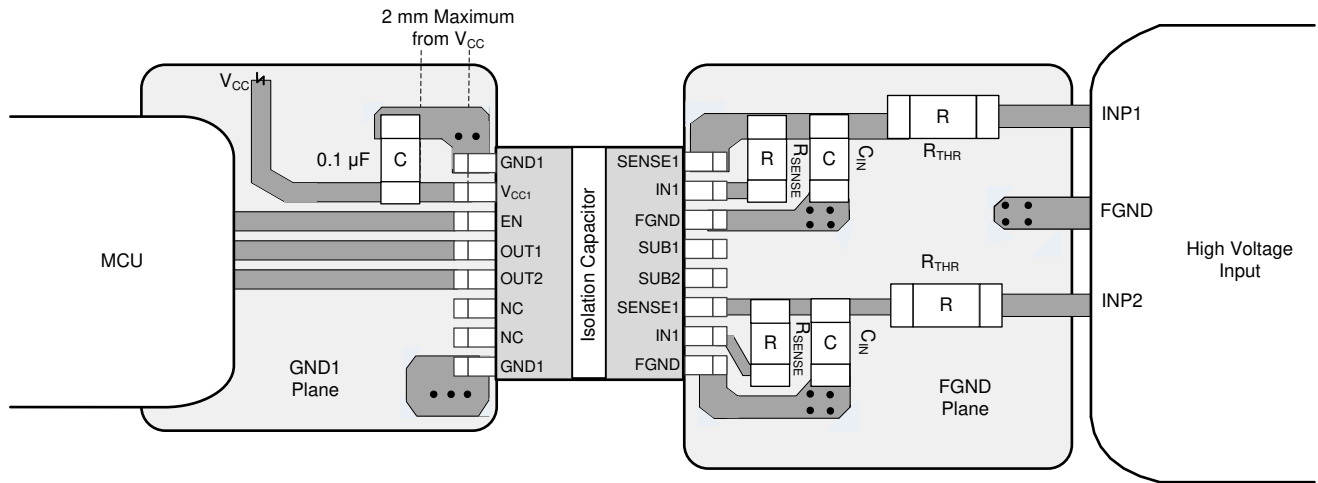 2 mm Maximum
from VCC
VCC
0.1 µF
C
MCU
GND1
VCC1
EN
OUT1
OUT2
NC
NC
GND1
GND1
Plane
Isolation Capacitor
SENSE1
IN1
FGND
SUB1
SUB2
SENSE1
IN1
FGND
R
RSENSE
C
CIN
R
RTHR
R
RSENSE
C
CIN
RTHR
R
FGND
Plane
INP1
FGND
INP2
High Voltage
Input